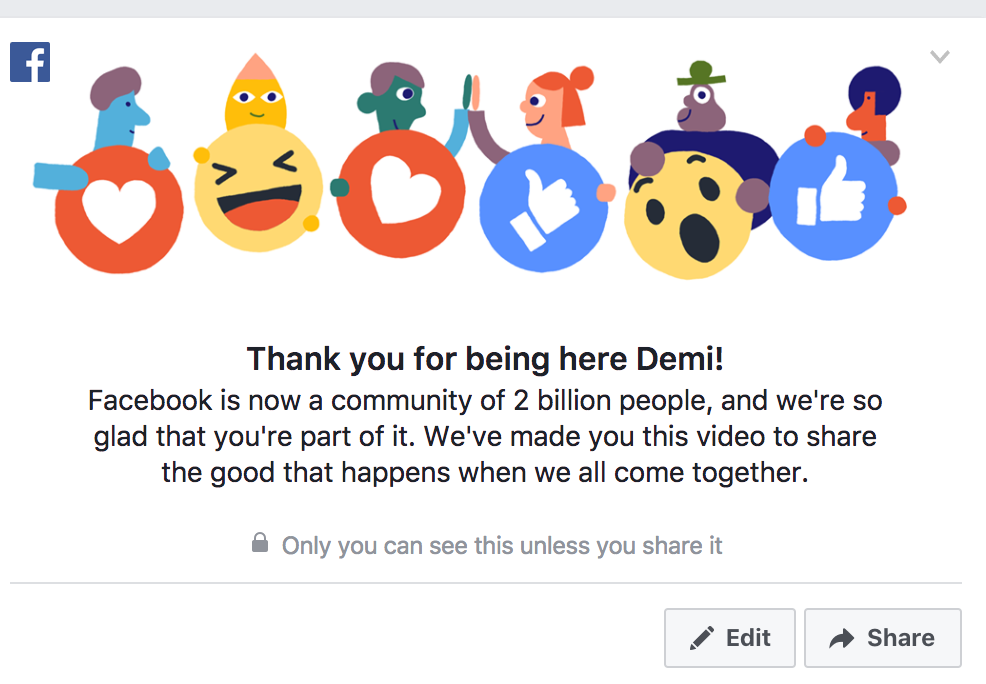 f
Thank you for being here Demi!
Facebook is now a community of 2 billion people, and we're so
glad that you're part of it. We've made you this video to share
the good that happens when we all come together.
Only you can see this unless you share it
Edit
Share